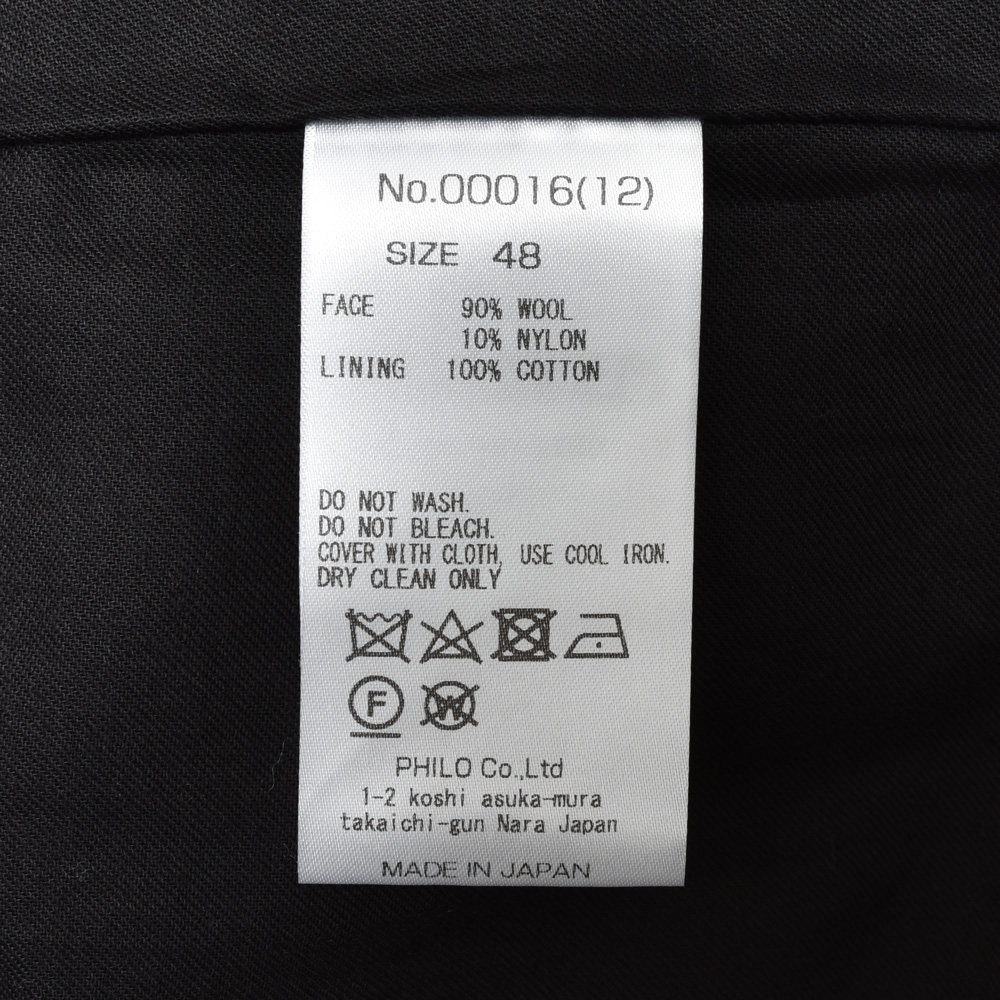 No.00016(12)
SIZE 48
FACE 90% WOOL
10% NYLON
LINING 100% COTTON
DO NOT WASH.
DO NOT BLEACH.
COVER WITH CLOTH, USE COOL IRON.
DRY CLEAN ONLY
F W
PHILO Co.,Ltd
1-2 koshi asuka-mura
takaichi-gun Nara Japan
MADE IN JAPAN